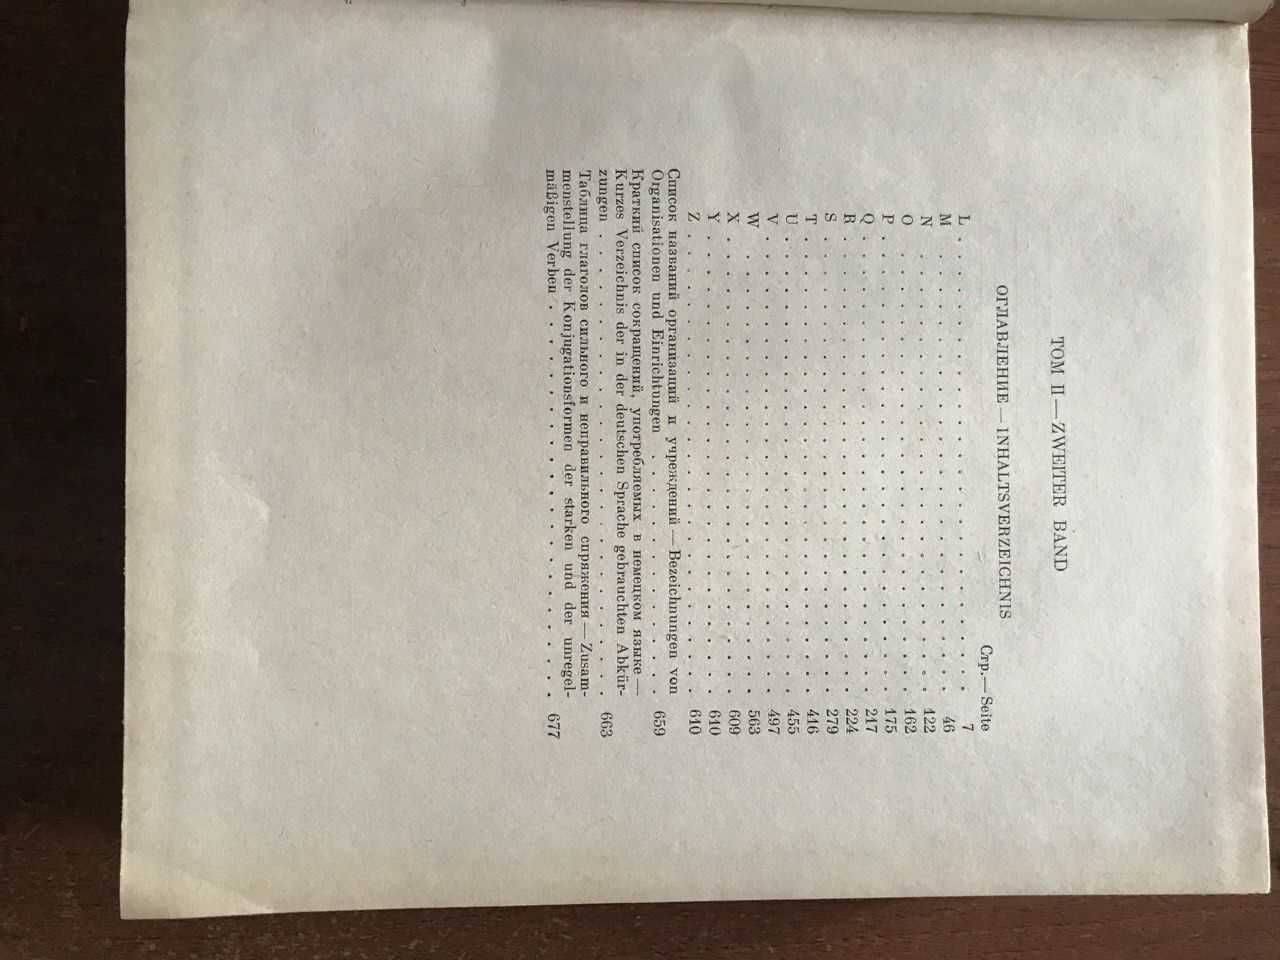 ТОМ II — ZWEITER BAND
ОГЛАВЛЕНИЕ — INHALTSVERZEICHNIS
Стр.— Seite
L . . . . . . . . . . . . . . . . . . . . 7
M . . . . . . . . . . . . . . . . . . . . 46
N . . . . . . . . . . . . . . . . . . . . 122
O . . . . . . . . . . . . . . . . . . . . 162
P . . . . . . . . . . . . . . . . . . . . 175
Q . . . . . . . . . . . . . . . . . . . . 217
R . . . . . . . . . . . . . . . . . . . . 224
S . . . . . . . . . . . . . . . . . . . . 279
T . . . . . . . . . . . . . . . . . . . . 416
U . . . . . . . . . . . . . . . . . . . . 455
V . . . . . . . . . . . . . . . . . . . . 497
W . . . . . . . . . . . . . . . . . . . . 563
X . . . . . . . . . . . . . . . . . . . . 609
Y . . . . . . . . . . . . . . . . . . . . 610
Z . . . . . . . . . . . . . . . . . . . . 610
Список названий организаций и учреждений — Bezeichnungen von
Organisationen und Einrichtungen . . . . . . . . . . 659
Краткий список сокращений, употребляемых в немецком языке —
Kurzes Verzeichnis der in der deutschen Sprache gebrauchten Abkür-
zungen . . . . . . . . . . . . . . . . . . . . 663
Таблица глаголов сильного и неправильного спряжения — Zusam-
menstellung der Konjugationsformen der starken und der unregel-
mäßigen Verben . . . . . . . . . . . . . . . . . 677